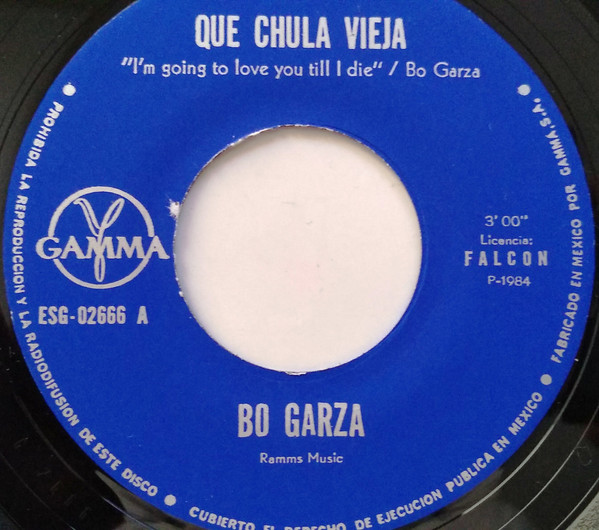 QUE CHULA VIEJA
"I'm going to love you till I die" / Bo Garza
GAMMA
ESG-02666 A
3' 00"
Licencia:
FALCON
P-1984
BO GARZA
Ramms Music
PROHIBIDA LA REPRODUCCION Y LA RADIODIFUSION DE ESTE DISCO • CUBIERTO EL DERECHO DE EJECUCION PUBLICA EN MEXICO • FABRICADO EN MEXICO POR GAMMA, S.A.